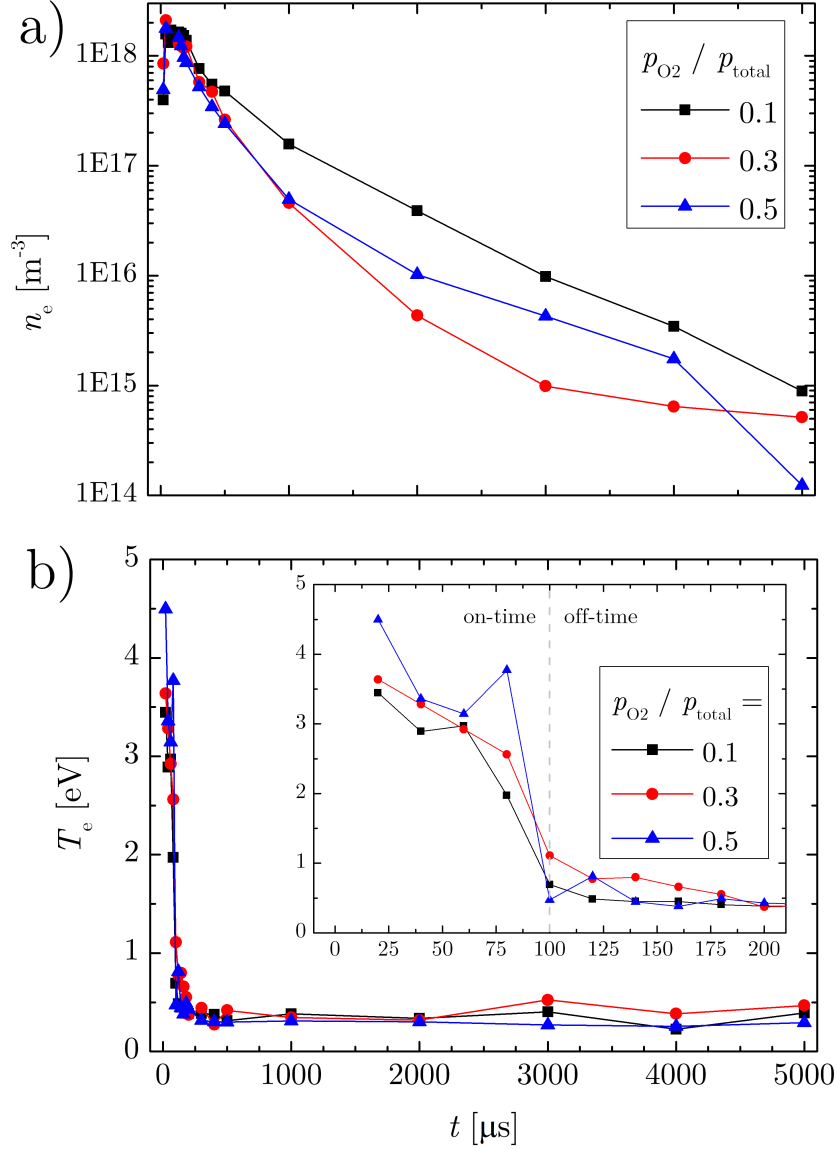 a)
p_O2 / p_total
0.1
0.3
0.5
1E18
1E17
1E16
1E15
1E14
n_e [m^-3]
b)
5
4
3
2
1
0
T_e [eV]
5
4
3
2
1
0
on-time
off-time
p_O2 / p_total =
0.1
0.3
0.5
0 25 50 75 100 125 150 175 200
0 1000 2000 3000 4000 5000
t [μs]